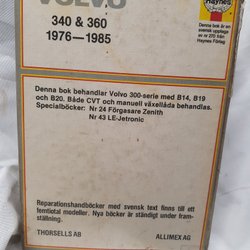 VOLVO
340 & 360
1976—1985
Haynes
Denna bok är en
svensk upplaga
av nr 270 från
Haynes Förlag
Denna bok behandlar Volvo 300-serie med B14, B19
och B20. Både CVT och manuell växellåda behandlas.
Specialböcker: Nr 24 Förgasare Zenith
Nr 43 LE-Jetronic
Reparationshandböcker med svensk text finns till ett
femtiotal modeller. Nya böcker är ständigt under fram-
ställning.
THORSELLS AB
ALLIMEX AG